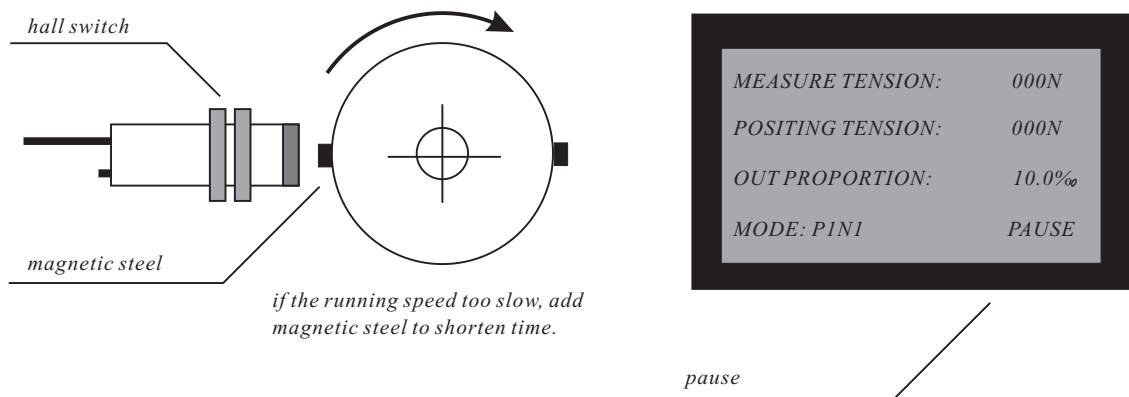 hall switch
magnetic steel
if the running speed too slow, add
magnetic steel to shorten time.
MEASURE TENSION: 000N
POSITING TENSION: 000N
OUT PROPORTION: 10.0‰
MODE: P1N1 PAUSE
pause